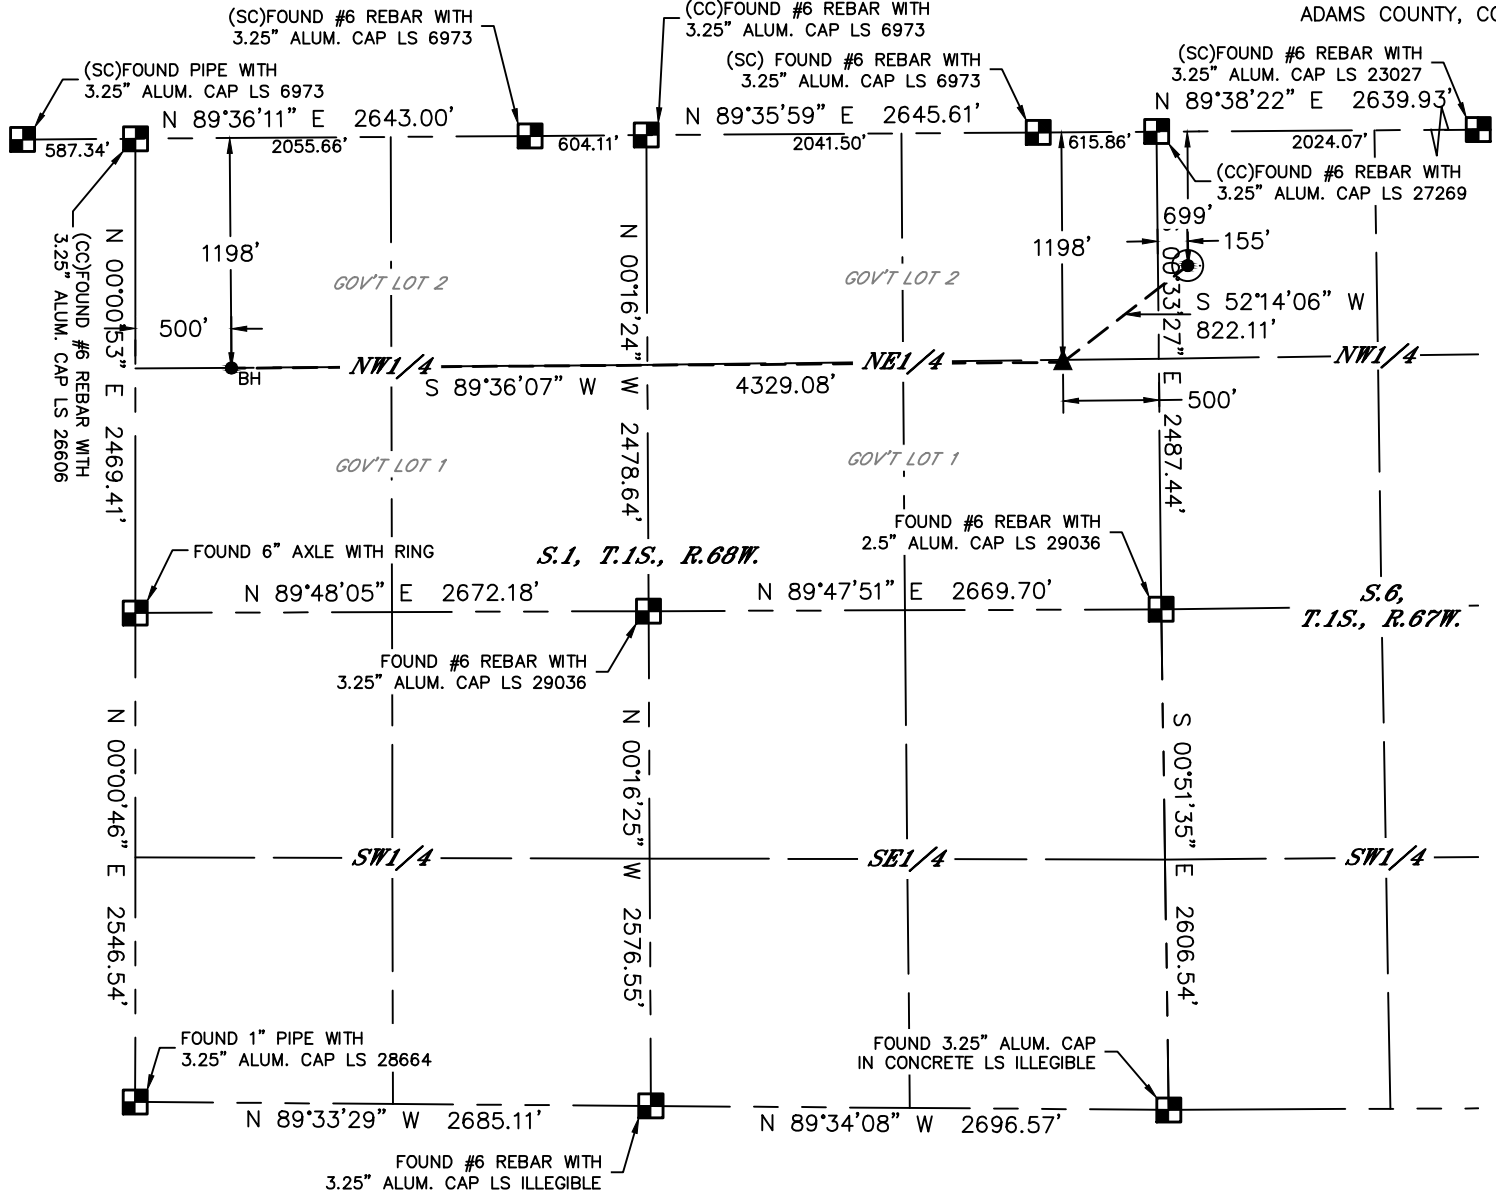 ADAMS COUNTY,
(SC)FOUND #6 REBAR WITH
3.25" ALUM. CAP LS 6973
(CC)FOUND #6 REBAR WITH
3.25" ALUM. CAP LS 6973
(SC)FOUND PIPE WITH
3.25" ALUM. CAP LS 6973
(SC) FOUND #6 REBAR WITH
3.25" ALUM. CAP LS 6973
(SC)FOUND #6 REBAR WITH
3.25" ALUM. CAP LS 23027
N 89°36'11" E 2643.00'
N 89°35'59" E 2645.61'
N 89°38'22" E 2639.93'
587.34'
2055.66'
604.11'
2041.50'
615.86'
2024.07'
(CC)FOUND #6 REBAR WITH
3.25" ALUM. CAP LS 27269
(CC)FOUND #6 REBAR WITH
3.25" ALUM. CAP LS 26606
N 00°00'53" E 2469.41'
N 00°16'24" W 2478.64'
00°33'27" E 2487.44'
1198'
1198'
699'
155'
GOV'T LOT 2
GOV'T LOT 2
S 52°14'06" W
822.11'
500'
BH
NW1/4
NE1/4
NW1/4
S 89°36'07" W 4329.08'
500'
GOV'T LOT 1
GOV'T LOT 1
FOUND #6 REBAR WITH
2.5" ALUM. CAP LS 29036
FOUND 6" AXLE WITH RING
S.1, T.1S., R.68W.
N 89°48'05" E 2672.18'
N 89°47'51" E 2669.70'
S.6,
T.1S., R.67W.
FOUND #6 REBAR WITH
3.25" ALUM. CAP LS 29036
N 00°00'46" E 2546.54'
N 00°16'25" W 2576.55'
S 00°51'35" E 2606.54'
SW1/4
SE1/4
SW1/4
FOUND 1" PIPE WITH
3.25" ALUM. CAP LS 28664
FOUND 3.25" ALUM. CAP
IN CONCRETE LS ILLEGIBLE
N 89°33'29" W 2685.11'
N 89°34'08" W 2696.57'
FOUND #6 REBAR WITH
3.25" ALUM. CAP LS ILLEGIBLE